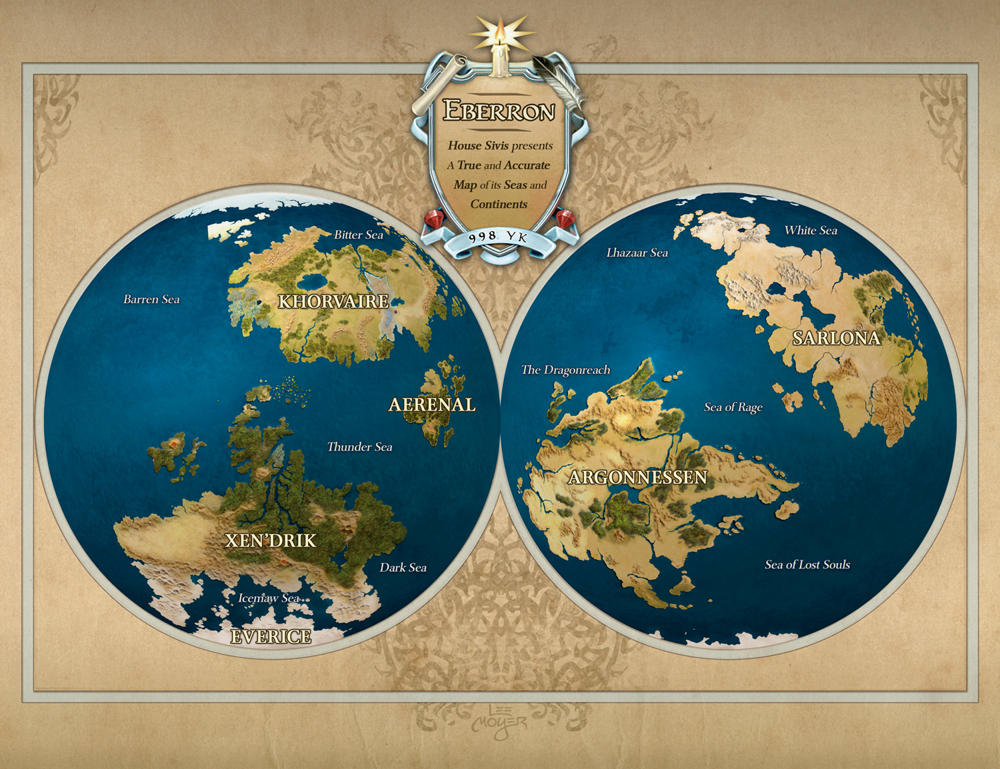 EBERRON
House Sivis presents
A True and Accurate
Map of its Seas and
Continents
998 YK
Bitter Sea
Barren Sea
KHORVAIRE
AERENAL
Thunder Sea
XEN'DRIK
Dark Sea
Icemaw Sea
EVERICE
White Sea
Lhazaar Sea
SARLONA
The Dragonreach
Sea of Rage
ARGONNESSEN
Sea of Lost Souls
LEE
MOYER